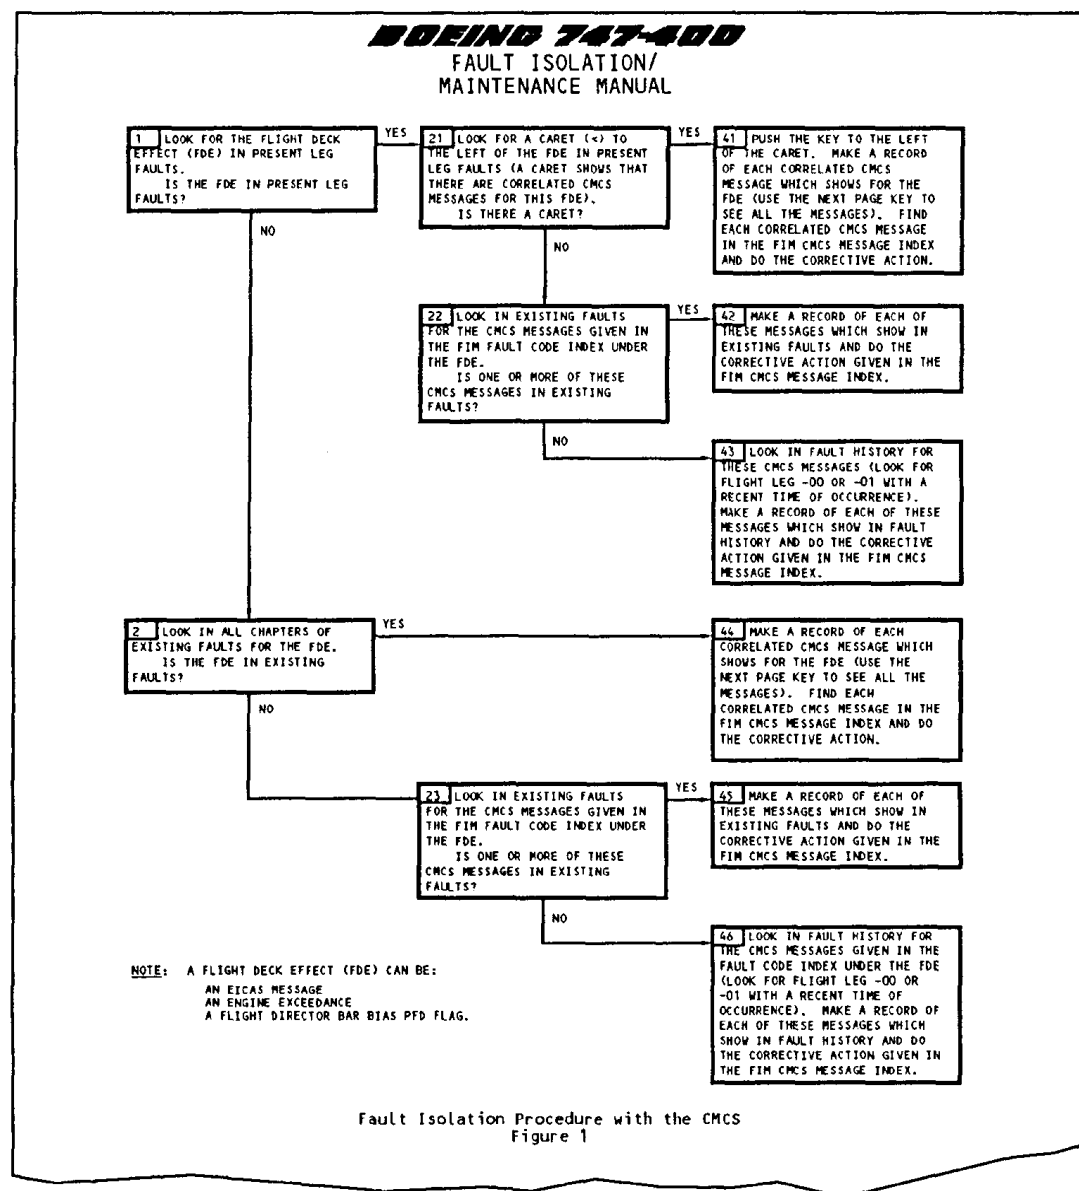 BOEING 747-400
FAULT ISOLATION/
MAINTENANCE MANUAL
1 LOOK FOR THE FLIGHT DECK
EFFECT (FDE) IN PRESENT LEG
FAULTS.
IS THE FDE IN PRESENT LEG
FAULTS?
YES
NO
21 LOOK FOR A CARET (<) TO
THE LEFT OF THE FDE IN PRESENT
LEG FAULTS (A CARET SHOWS THAT
THERE ARE CORRELATED CMCS
MESSAGES FOR THIS FDE).
IS THERE A CARET?
YES
NO
41 PUSH THE KEY TO THE LEFT
OF THE CARET. MAKE A RECORD
OF EACH CORRELATED CMCS
MESSAGE WHICH SHOWS FOR THE
FDE (USE THE NEXT PAGE KEY TO
SEE ALL THE MESSAGES). FIND
EACH CORRELATED CMCS MESSAGE
IN THE FIM CMCS MESSAGE INDEX
AND DO THE CORRECTIVE ACTION.
22 LOOK IN EXISTING FAULTS
FOR THE CMCS MESSAGES GIVEN IN
THE FIM FAULT CODE INDEX UNDER
THE FDE.
IS ONE OR MORE OF THESE
CMCS MESSAGES IN EXISTING
FAULTS?
YES
NO
42 MAKE A RECORD OF EACH OF
THESE MESSAGES WHICH SHOW IN
EXISTING FAULTS AND DO THE
CORRECTIVE ACTION GIVEN IN THE
FIM CMCS MESSAGE INDEX.
43 LOOK IN FAULT HISTORY FOR
THESE CMCS MESSAGES (LOOK FOR
FLIGHT LEG -00 OR -01 WITH A
RECENT TIME OF OCCURRENCE).
MAKE A RECORD OF EACH OF THESE
MESSAGES WHICH SHOW IN FAULT
HISTORY AND DO THE CORRECTIVE
ACTION GIVEN IN THE FIM CMCS
MESSAGE INDEX.
2 LOOK IN ALL CHAPTERS OF
EXISTING FAULTS FOR THE FDE.
IS THE FDE IN EXISTING
FAULTS?
YES
NO
44 MAKE A RECORD OF EACH
CORRELATED CMCS MESSAGE WHICH
SHOWS FOR THE FDE (USE THE
NEXT PAGE KEY TO SEE ALL THE
MESSAGES). FIND EACH
CORRELATED CMCS MESSAGE IN THE
FIM CMCS MESSAGE INDEX AND DO
THE CORRECTIVE ACTION.
23 LOOK IN EXISTING FAULTS
FOR THE CMCS MESSAGES GIVEN IN
THE FIM FAULT CODE INDEX UNDER
THE FDE.
IS ONE OR MORE OF THESE
CMCS MESSAGES IN EXISTING
FAULTS?
YES
NO
45 MAKE A RECORD OF EACH OF
THESE MESSAGES WHICH SHOW IN
EXISTING FAULTS AND DO THE
CORRECTIVE ACTION GIVEN IN THE
FIM CMCS MESSAGE INDEX.
46 LOOK IN FAULT HISTORY FOR
THE CMCS MESSAGES GIVEN IN THE
FAULT CODE INDEX UNDER THE FDE
(LOOK FOR FLIGHT LEG -00 OR
-01 WITH A RECENT TIME OF
OCCURRENCE). MAKE A RECORD OF
EACH OF THESE MESSAGES WHICH
SHOW IN FAULT HISTORY AND DO
THE CORRECTIVE ACTION GIVEN IN
THE FIM CMCS MESSAGE INDEX.
NOTE: A FLIGHT DECK EFFECT (FDE) CAN BE:
AN EICAS MESSAGE
AN ENGINE EXCEEDANCE
A FLIGHT DIRECTOR BAR BIAS PFD FLAG.
Fault Isolation Procedure with the CMCS
Figure 1